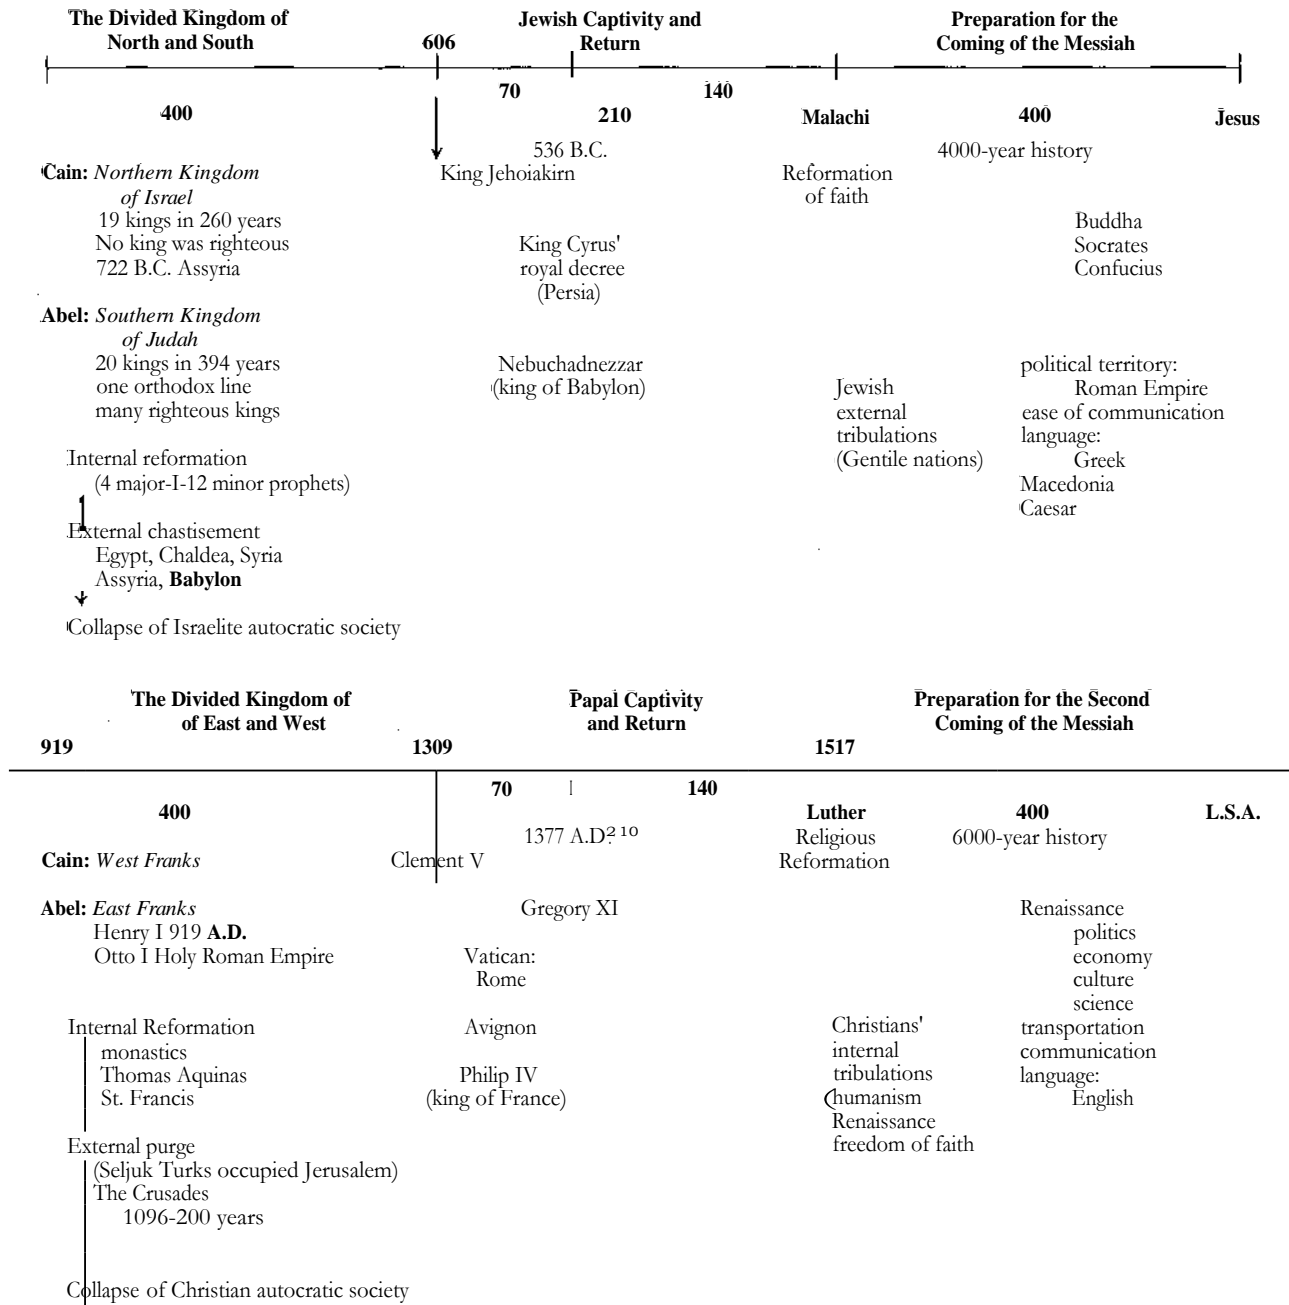 The Divided Kingdom of
North and South
606
Jewish Captivity and
Return
Preparation for the
Coming of the Messiah
70
140
400
210
Malachi
400
Jesus
536 B.C.
4000-year history
Cain: Northern Kingdom
of Israel
19 kings in 260 years
No king was righteous
722 B.C. Assyria
King Jehoiakirn
Reformation
of faith
King Cyrus'
royal decree
(Persia)
Buddha
Socrates
Confucius
Abel: Southern Kingdom
of Judah
20 kings in 394 years
one orthodox line
many righteous kings
Nebuchadnezzar
(king of Babylon)
Jewish
external
tribulations
(Gentile nations)
political territory:
Roman Empire
ease of communication
language:
Greek
Macedonia
Caesar
Internal reformation
(4 major-I-12 minor prophets)
External chastisement
Egypt, Chaldea, Syria
Assyria, Babylon
Collapse of Israelite autocratic society
The Divided Kingdom of
of East and West
Papal Captivity
and Return
Preparation for the Second
Coming of the Messiah
919
1309
1517
70
140
400
Luther
400
L.S.A.
1377 A.D.210
Religious
Reformation
6000-year history
Cain: West Franks
Clement V
Abel: East Franks
Henry I 919 A.D.
Otto I Holy Roman Empire
Gregory XI
Vatican:
Rome
Renaissance
politics
economy
culture
science
transportation
communication
language:
English
Internal Reformation
monastics
Thomas Aquinas
St. Francis
Avignon
Philip IV
(king of France)
Christians'
internal
tribulations
(humanism
Renaissance
freedom of faith
External purge
(Seljuk Turks occupied Jerusalem)
The Crusades
1096-200 years
Collapse of Christian autocratic society